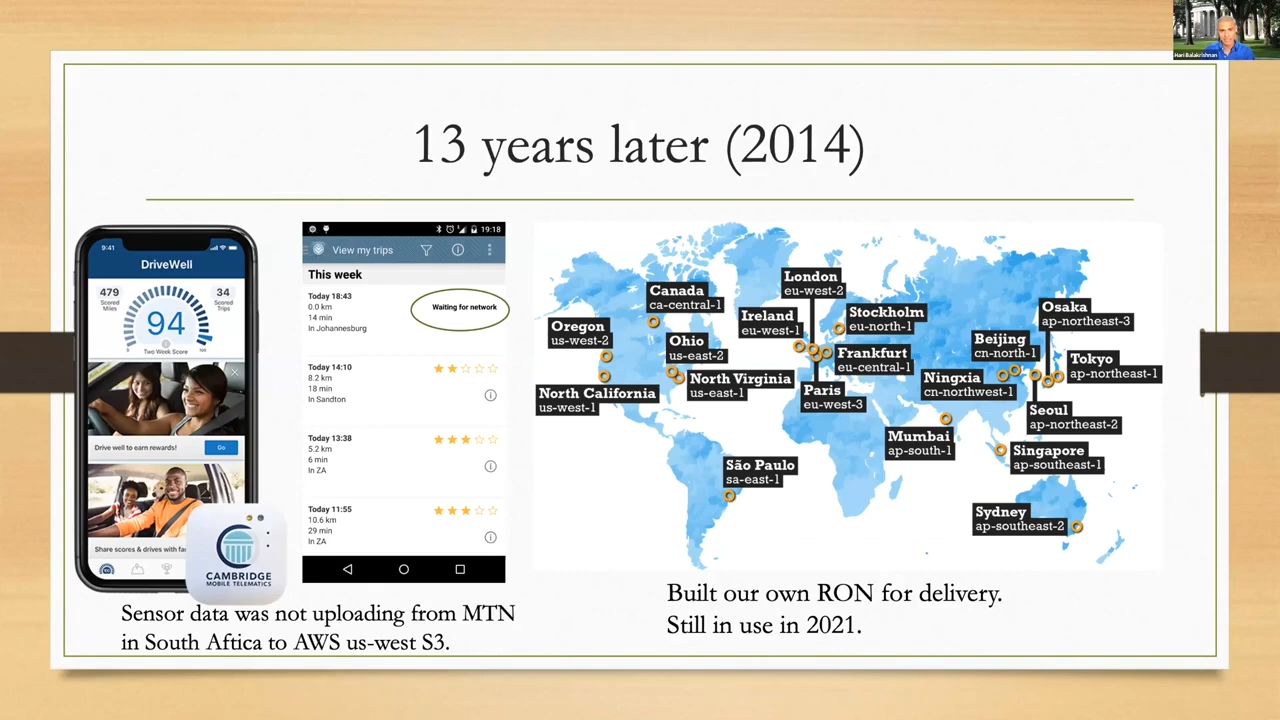 Hari Balakrishnan
13 years later (2014)
9:41
DriveWell
479
Scored
Miles
34
Scored
Trips
94
0
100
Two Week Score
Drive well to earn rewards!
Go
Share scores & drives with
CAMBRIDGE
MOBILE TELEMATICS
19:18
View my trips
This week
Today 18:43
0.0 km
14 min
In Johannesburg
Waiting for network
Today 14:10
8.2 km
18 min
In Sandton
Today 13:38
5.2 km
6 min
In ZA
Today 11:55
10.6 km
29 min
In ZA
Sensor data was not uploading from MTN
in South Aftica to AWS us-west S3.
London
eu-west-2
Canada
ca-central-1
Ireland
eu-west-1
Stockholm
eu-north-1
Osaka
ap-northeast-3
Oregon
us-west-2
Ohio
us-east-2
Frankfurt
eu-central-1
Beijing
cn-north-1
Tokyo
ap-northeast-1
North California
us-west-1
North Virginia
us-east-1
Paris
eu-west-3
Ningxia
cn-northwest-1
Seoul
ap-northeast-2
Mumbai
ap-south-1
Singapore
ap-southeast-1
São Paulo
sa-east-1
Sydney
ap-southeast-2
Built our own RON for delivery.
Still in use in 2021.